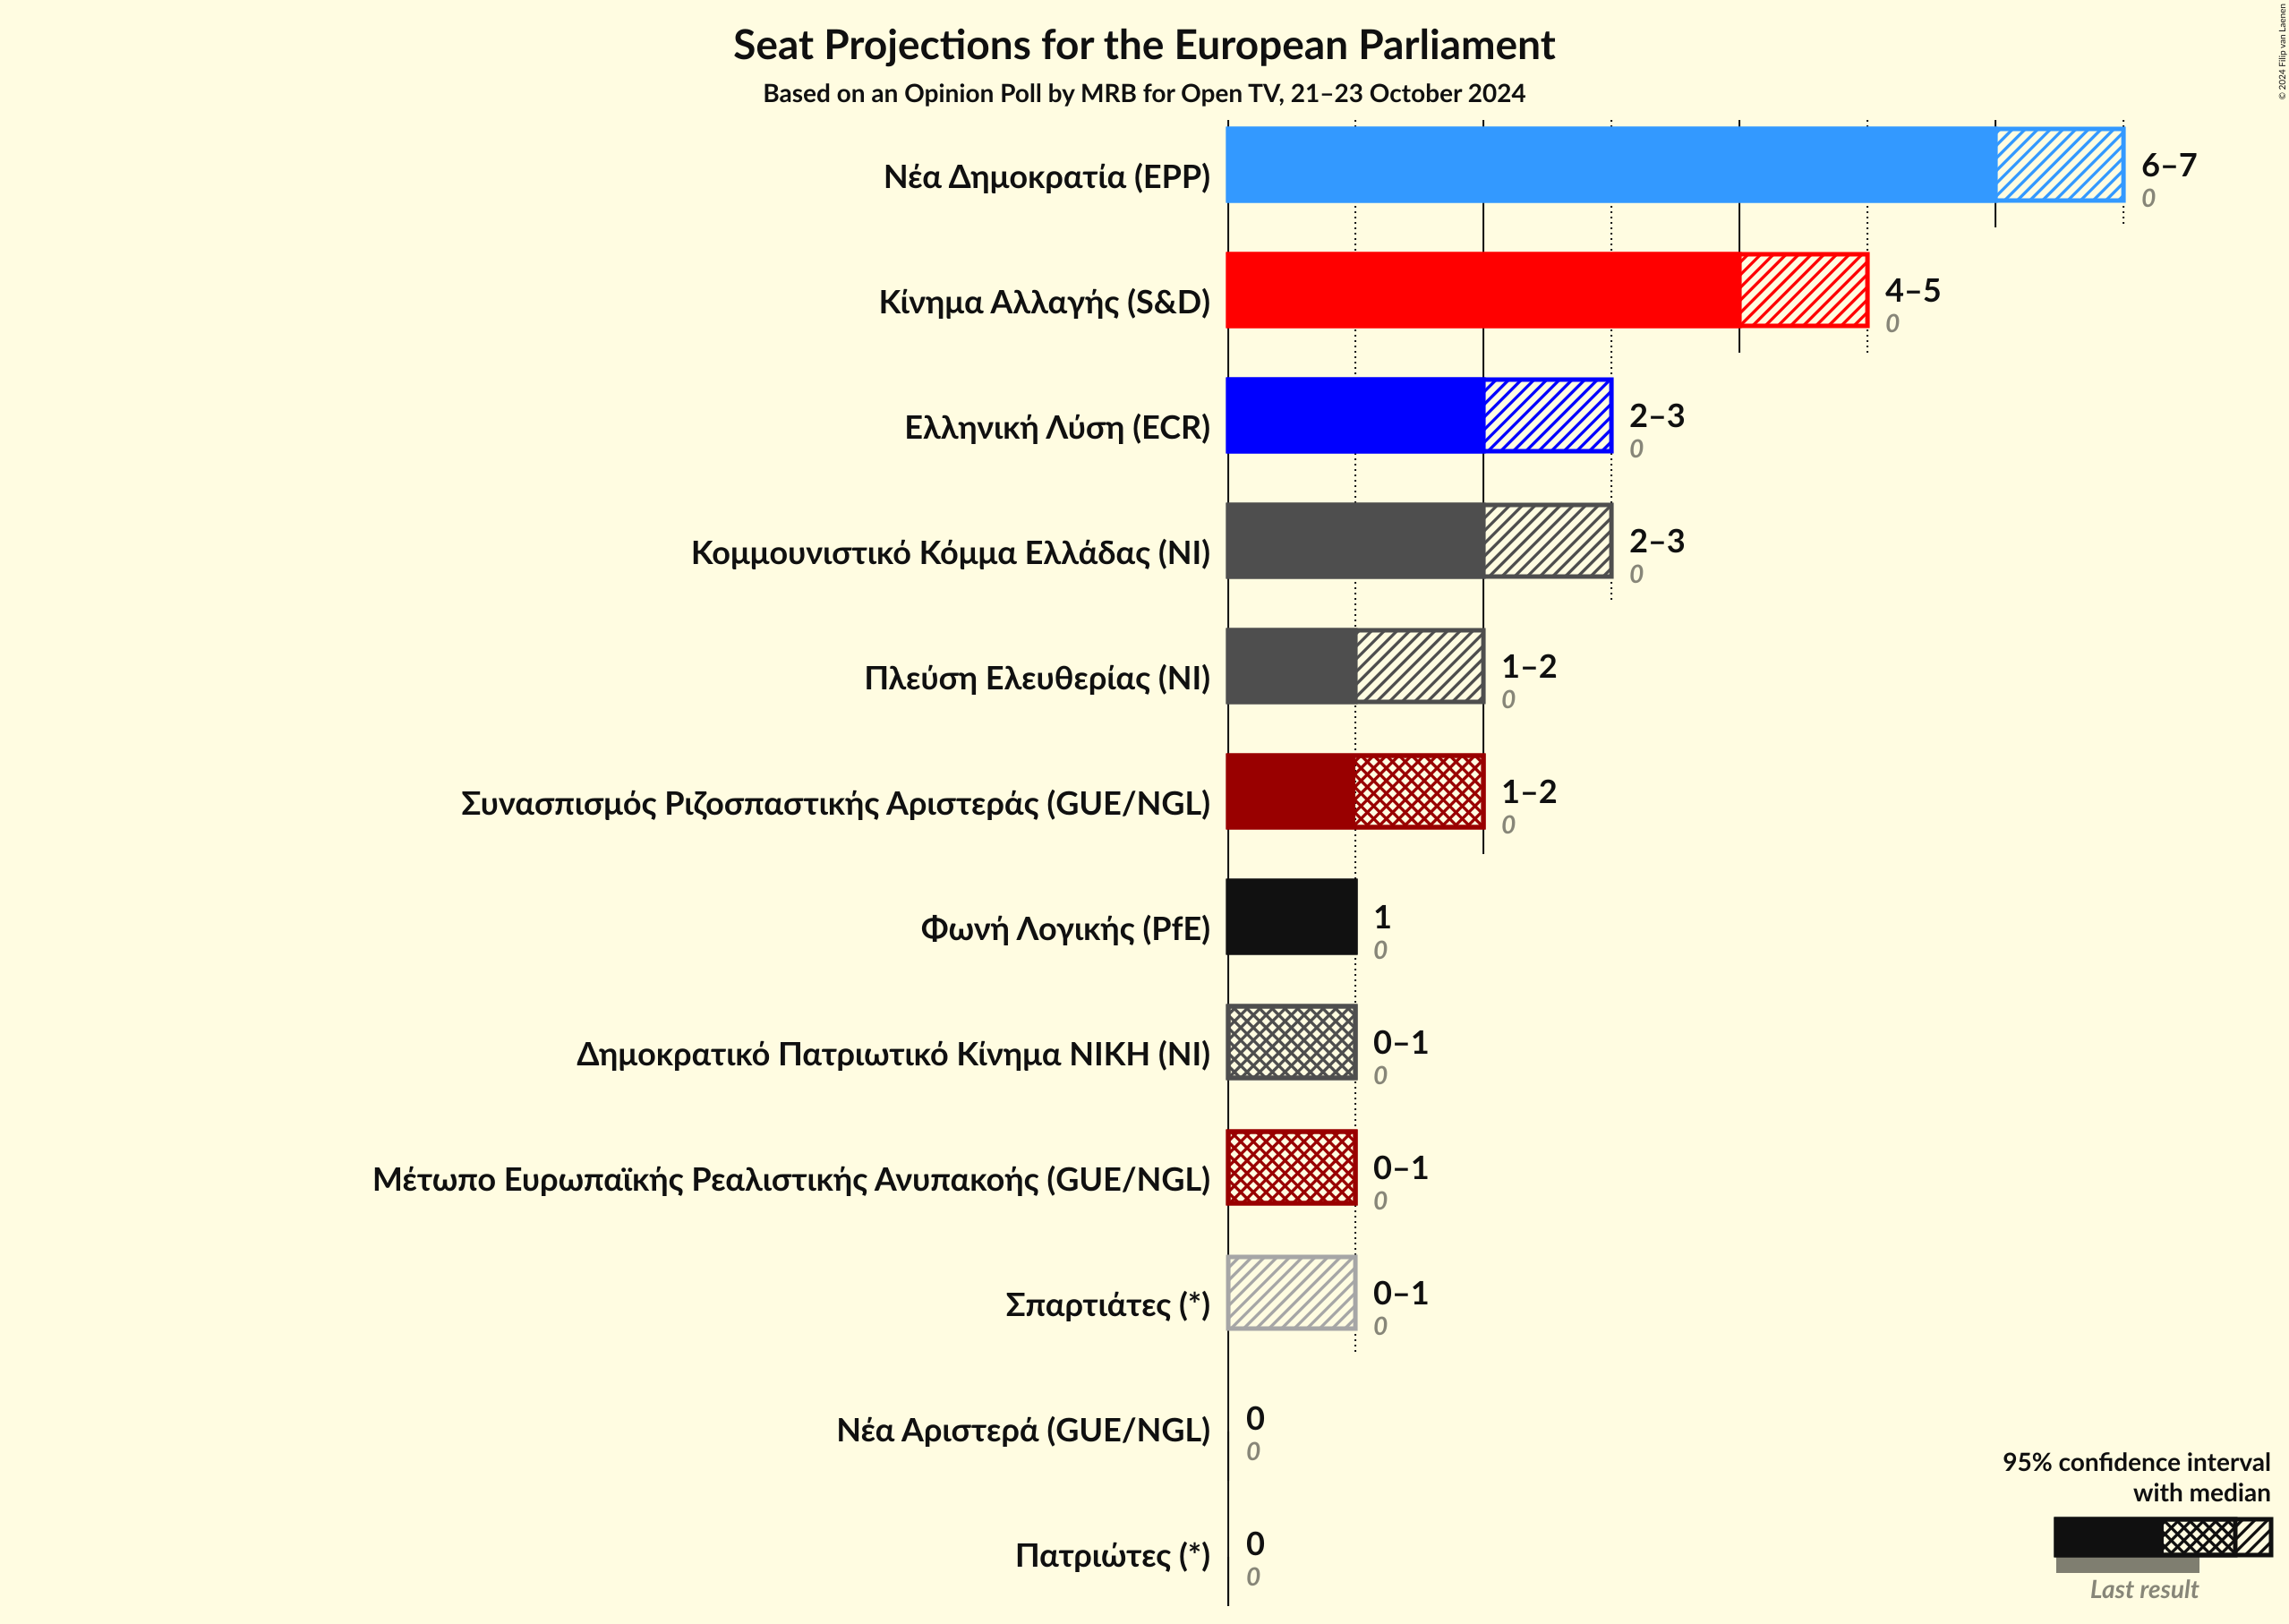 Seat Projections for the European Parliament
Based on an Opinion Poll by MRB for Open TV, 21–23 October 2024
© 2024 Filip van Laenen
Νέα Δημοκρατία (EPP)
6–7
0
Κίνημα Αλλαγής (S&D)
4–5
0
Ελληνική Λύση (ECR)
2–3
0
Κομμουνιστικό Κόμμα Ελλάδας (NI)
2–3
0
Πλεύση Ελευθερίας (NI)
1–2
0
Συνασπισμός Ριζοσπαστικής Αριστεράς (GUE/NGL)
1–2
0
Φωνή Λογικής (PfE)
1
0
Δημοκρατικό Πατριωτικό Κίνημα ΝΙΚΗ (NI)
0–1
0
Μέτωπο Ευρωπαϊκής Ρεαλιστικής Ανυπακοής (GUE/NGL)
0–1
0
Σπαρτιάτες (*)
0–1
0
Νέα Αριστερά (GUE/NGL)
0
0
Πατριώτες (*)
0
0
95% confidence interval
with median
Last result